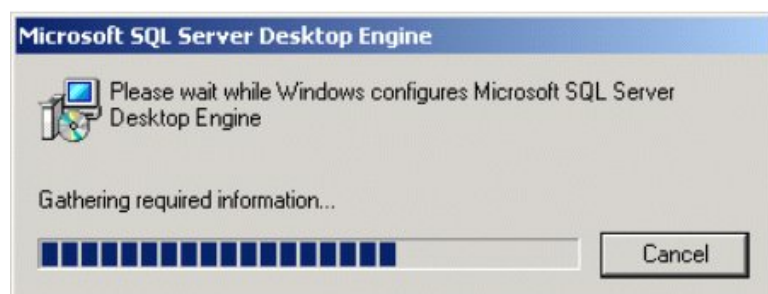 Microsoft SQL Server Desktop Engine
Please wait while Windows configures Microsoft SQL Server
Desktop Engine
Gathering required information...
Cancel